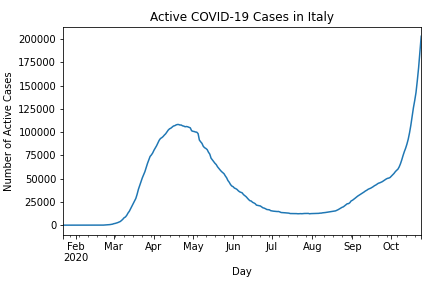 Active COVID-19 Cases in Italy
Number of Active Cases
200000
175000
150000
125000
100000
75000
50000
25000
0
Feb Mar Apr May Jun Jul Aug Sep Oct
2020
Day